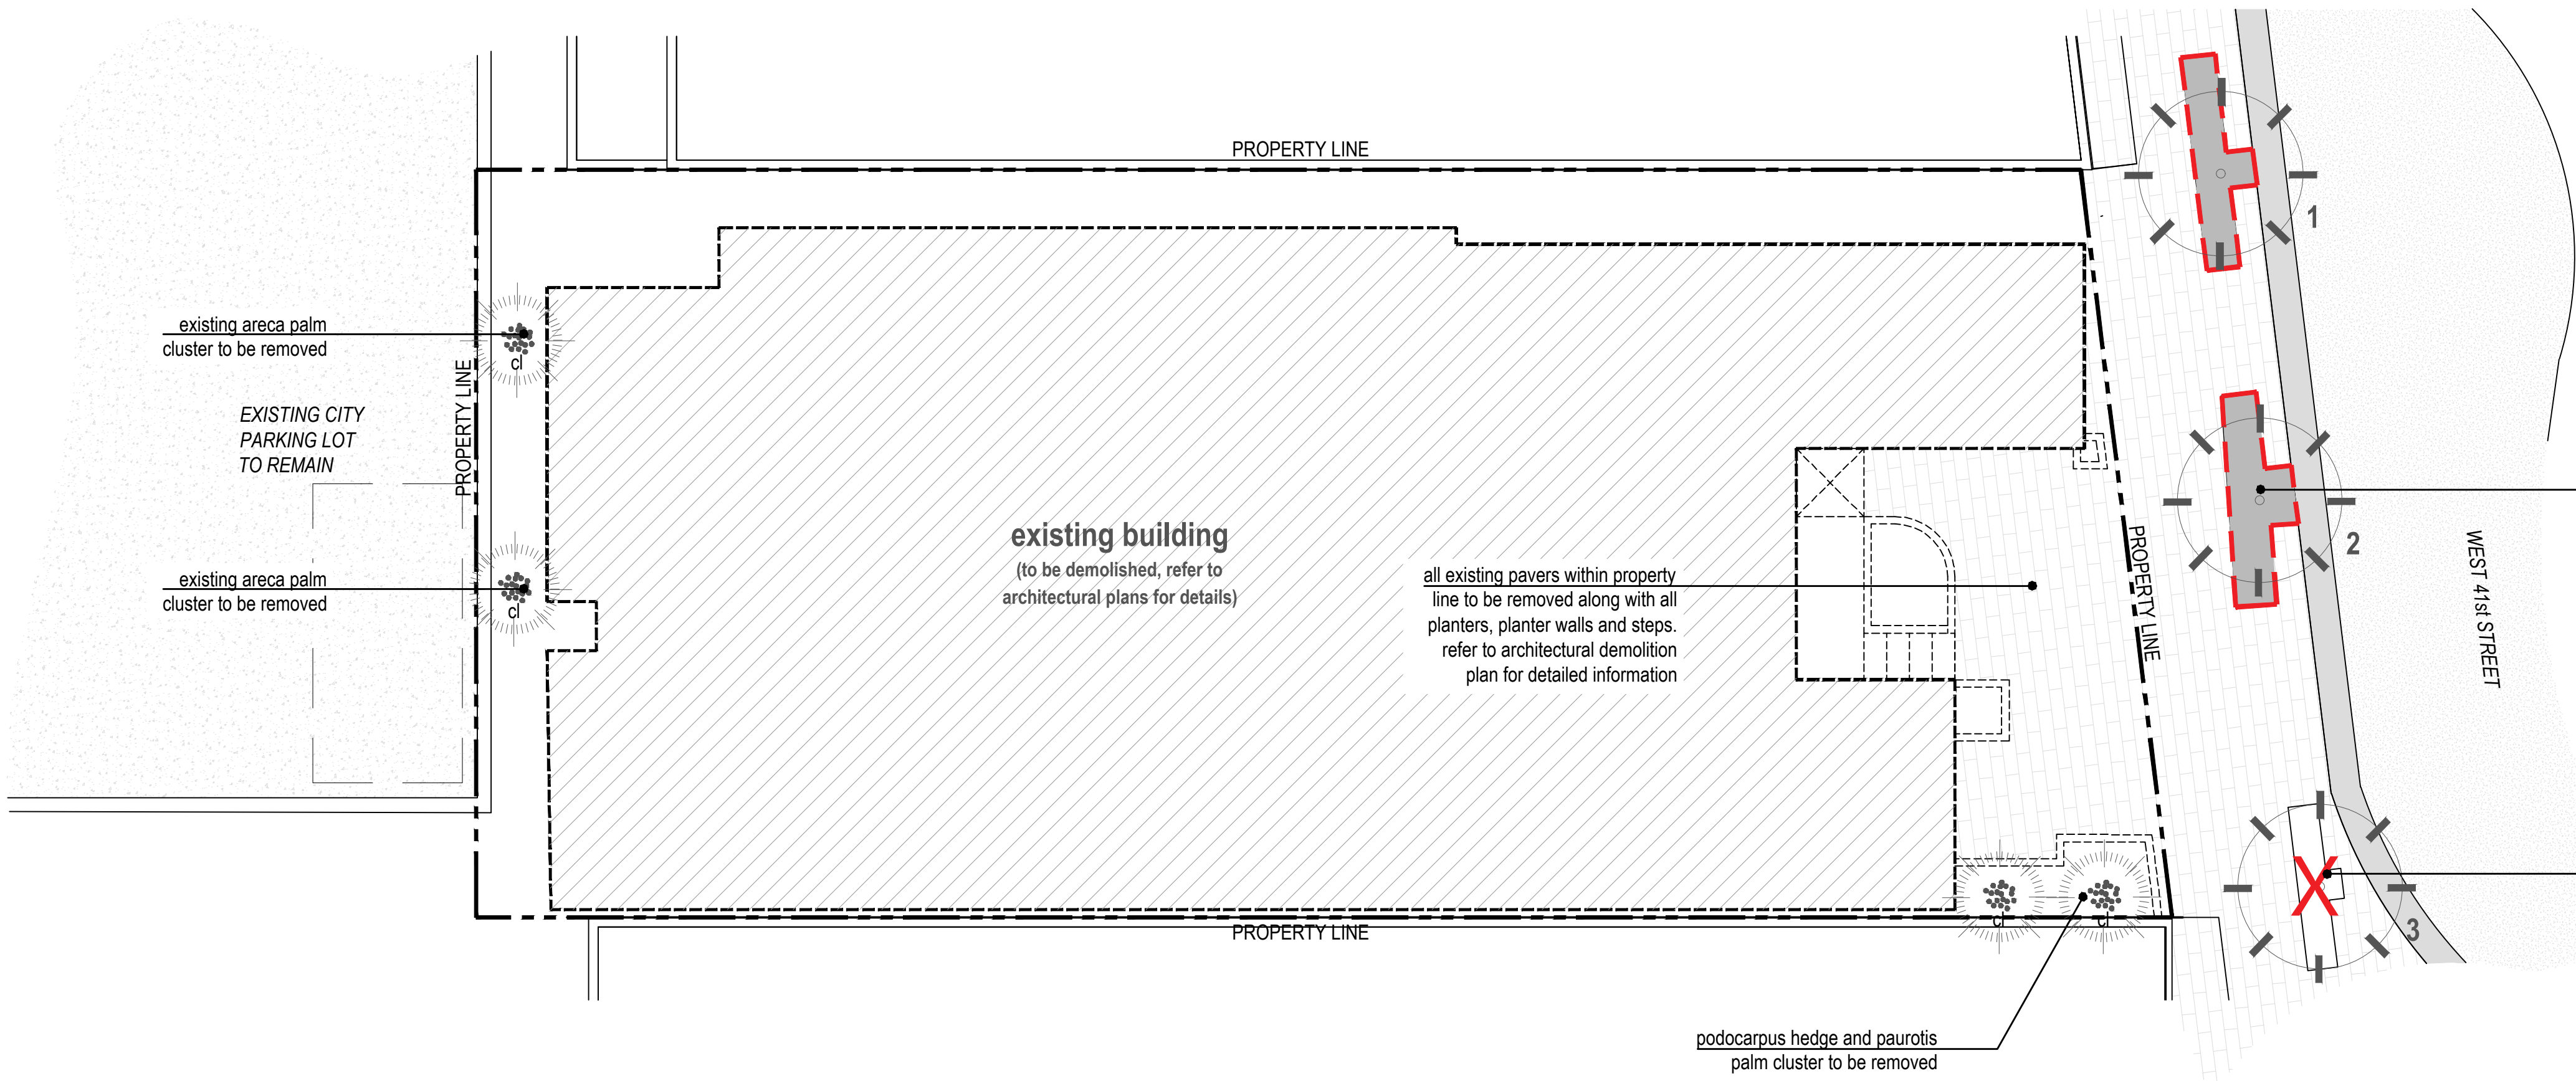 PROPERTY LINE
1
existing areca palm
cluster to be removed
cl
PROPERTY LINE
EXISTING CITY
PARKING LOT
TO REMAIN
existing building
(to be demolished, refer to
architectural plans for details)
2
PROPERTY LINE
WEST 41st STREET
existing areca palm
cluster to be removed
cl
all existing pavers within property
line to be removed along with all
planters, planter walls and steps.
refer to architectural demolition
plan for detailed information
X
cl
cl
3
PROPERTY LINE
podocarpus hedge and paurotis
palm cluster to be removed